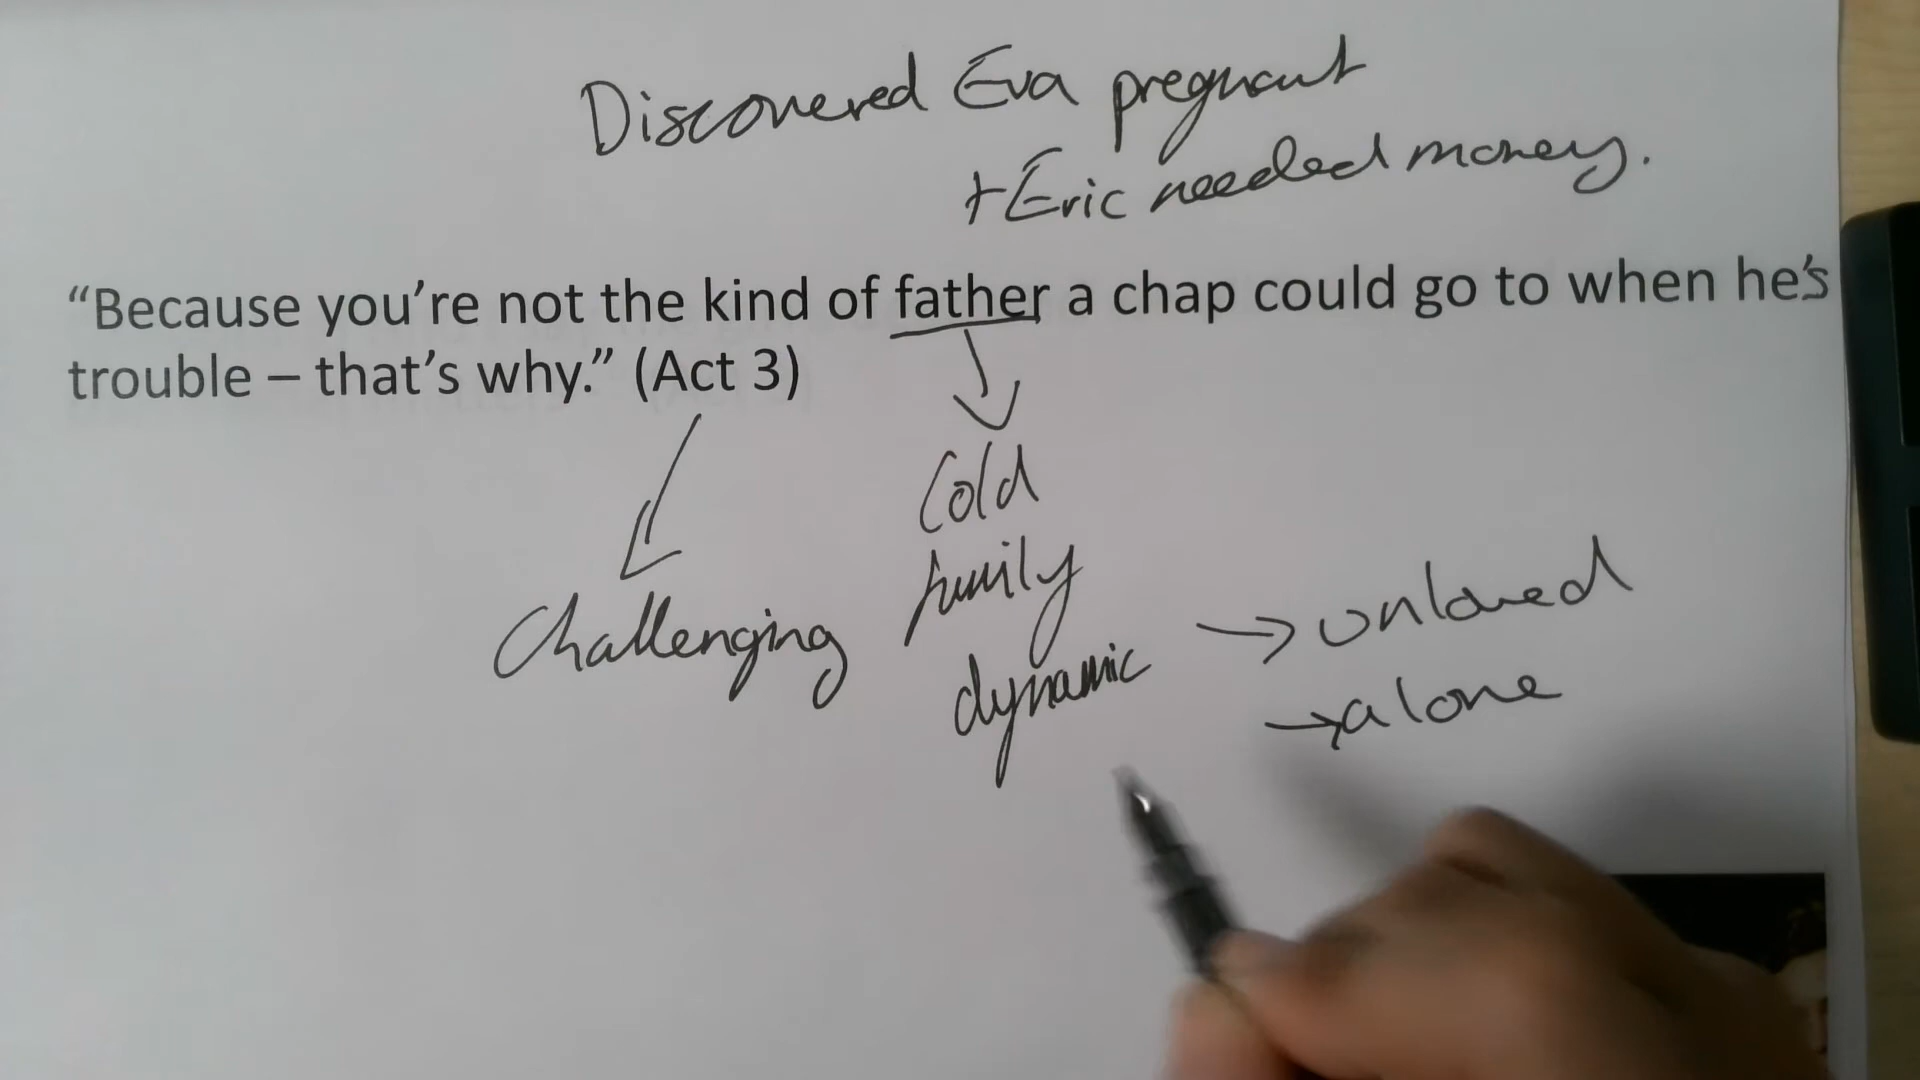 Discovered Eva pregnant
+ Eric needed money.
“Because you’re not the kind of father a chap could go to when he’s
trouble – that’s why.” (Act 3)
Cold
family
Challenging
dynamic → unloved
→ alone